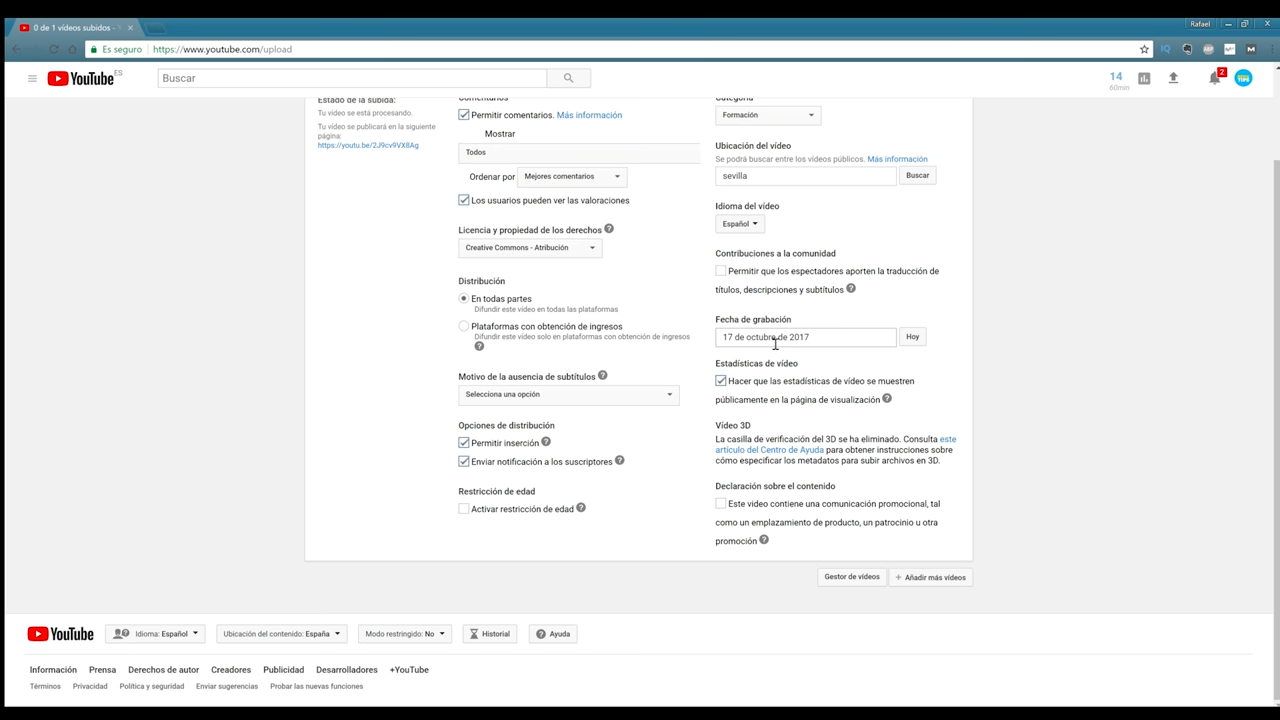 0 de 1 vídeos subidos -
Rafael
Es seguro
https://www.youtube.com/upload
YouTube ES
Buscar
14
60min
2
Estado de la subida:
Tu vídeo se está procesando.
Tu vídeo se publicará en la siguiente
página:
https://youtu.be/2J9cv9VX8Ag
Comentarios
Permitir comentarios. Más información
Mostrar
Todos
Ordenar por Mejores comentarios
Los usuarios pueden ver las valoraciones
Licencia y propiedad de los derechos ?
Creative Commons - Atribución
Distribución
En todas partes
Difundir este vídeo en todas las plataformas
Plataformas con obtención de ingresos
Difundir este vídeo solo en plataformas con obtención de ingresos
?
Motivo de la ausencia de subtítulos ?
Selecciona una opción
Opciones de distribución
Permitir inserción ?
Enviar notificación a los suscriptores ?
Restricción de edad
Activar restricción de edad ?
Categoría
Formación
Ubicación del vídeo
Se podrá buscar entre los vídeos públicos. Más información
sevilla
Buscar
Idioma del vídeo
Español
Contribuciones a la comunidad
Permitir que los espectadores aporten la traducción de
títulos, descripciones y subtítulos ?
Fecha de grabación
17 de octubre de 2017
Hoy
Estadísticas de vídeo
Hacer que las estadísticas de vídeo se muestren
públicamente en la página de visualización ?
Vídeo 3D
La casilla de verificación del 3D se ha eliminado. Consulta este
artículo del Centro de Ayuda para obtener instrucciones sobre
cómo especificar los metadatos para subir archivos en 3D.
Declaración sobre el contenido
Este video contiene una comunicación promocional, tal
como un emplazamiento de producto, un patrocinio u otra
promoción ?
Gestor de vídeos
+ Añadir más vídeos
YouTube
Idioma: Español
Ubicación del contenido: España
Modo restringido: No
Historial
? Ayuda
Información Prensa Derechos de autor Creadores Publicidad Desarrolladores +YouTube
Términos Privacidad Política y seguridad Enviar sugerencias Probar las nuevas funciones